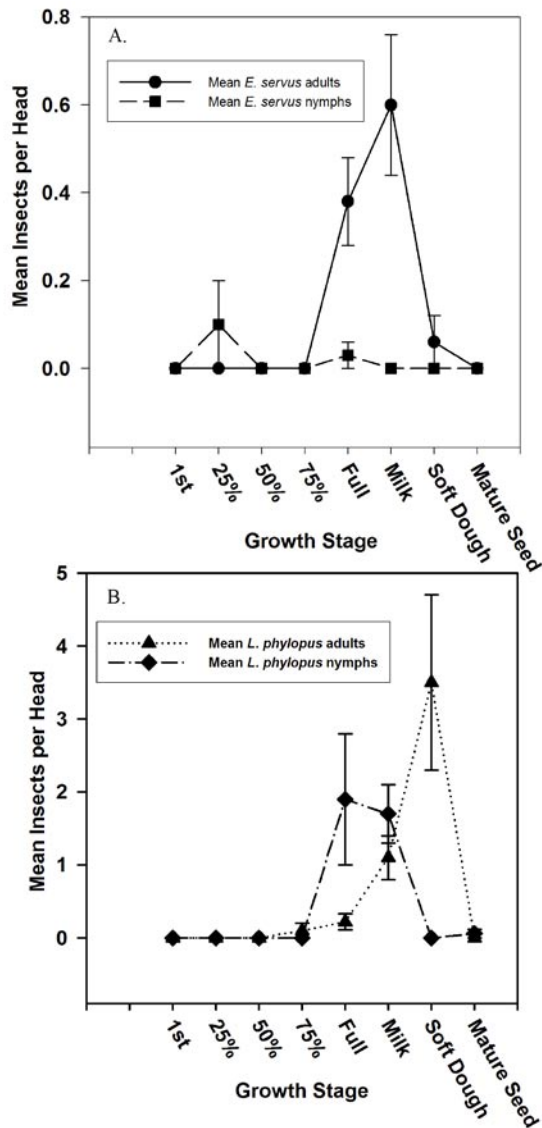 A.
Mean E. servus adults
Mean E. servus nymphs
Mean Insects per Head
0.8
0.6
0.4
0.2
0.0
1st
25%
50%
75%
Full
Milk
Soft Dough
Mature Seed
Growth Stage
B.
Mean L. phylopus adults
Mean L. phylopus nymphs
Mean Insects per Head
5
4
3
2
1
0
1st
25%
50%
75%
Full
Milk
Soft Dough
Mature Seed
Growth Stage